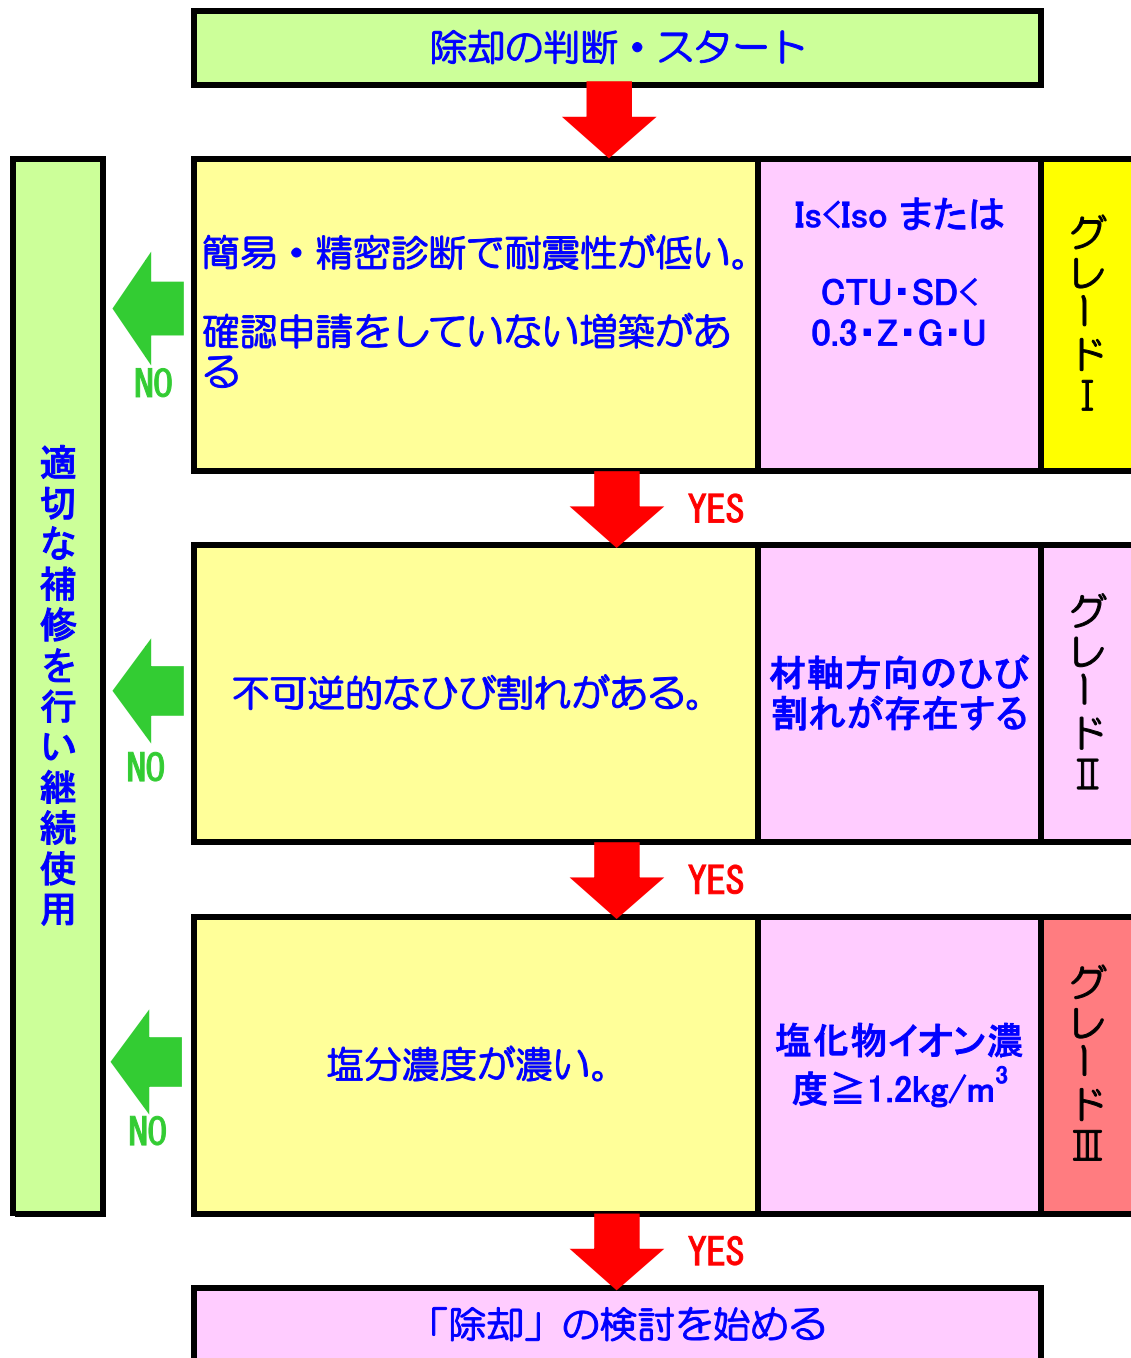 除却の判断・スタート
簡易・精密診断で耐震性が低い。
確認申請をしていない増築があ
る
Is<Iso または
CTU・SD<
0.3・Z・G・U
グレードⅠ
NO
YES
不可逆的なひび割れがある。
材軸方向のひび
割れが存在する
グレードⅡ
NO
YES
塩分濃度が濃い。
塩化物イオン濃
度≧1.2kg/m³
グレードⅢ
NO
YES
適切な補修を行い継続使用
「除却」の検討を始める